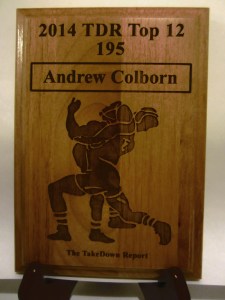 2014 TDR Top 12
195
Andrew Colborn
The TakeDown Report